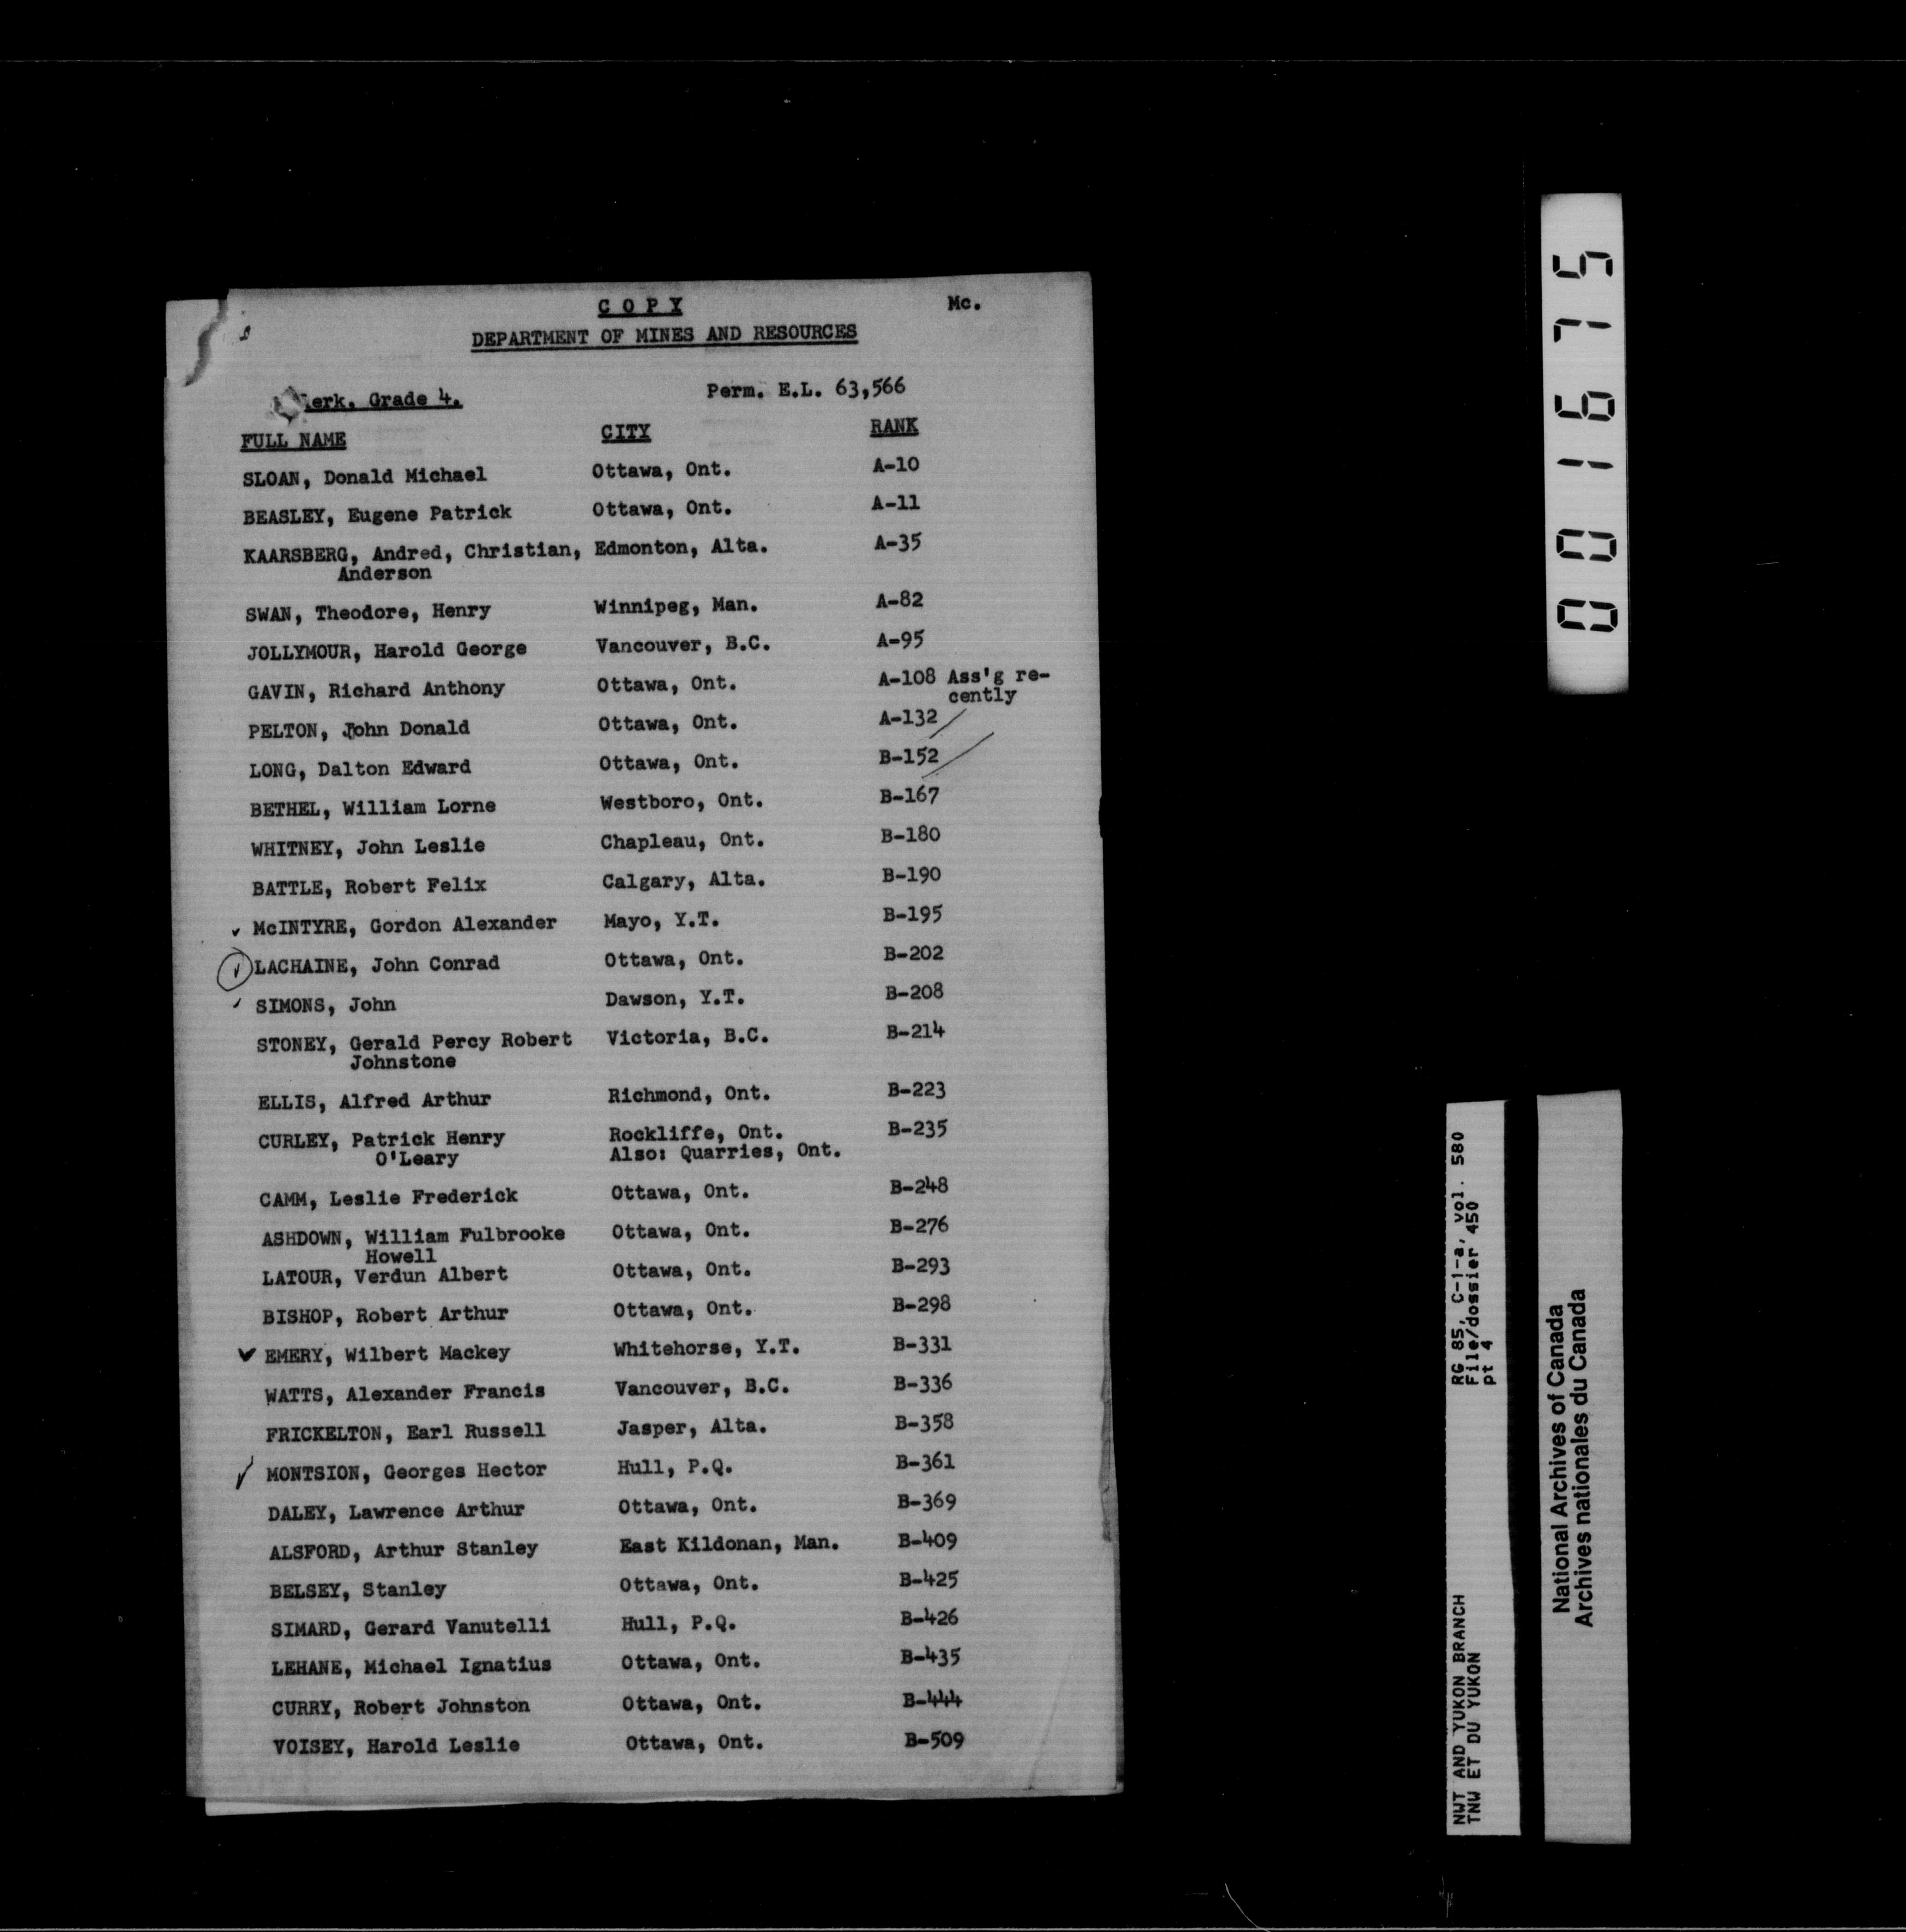 C O P Y Mc.
DEPARTMENT OF MINES AND RESOURCES
lerk, Grade 4. Perm. E.L. 63,566
FULL NAME CITY RANK
SLOAN, Donald Michael Ottawa, Ont. A-10
BEASLEY, Eugene Patrick Ottawa, Ont. A-11
KAARSBERG, Andred, Christian, Edmonton, Alta. A-35
Anderson
SWAN, Theodore, Henry Winnipeg, Man. A-82
JOLLYMOUR, Harold George Vancouver, B.C. A-95
GAVIN, Richard Anthony Ottawa, Ont. A-108 Ass'g re-
cently
PELTON, John Donald Ottawa, Ont. A-132
LONG, Dalton Edward Ottawa, Ont. B-152
BETHEL, William Lorne Westboro, Ont. B-167
WHITNEY, John Leslie Chapleau, Ont. B-180
BATTLE, Robert Felix Calgary, Alta. B-190
✓ McINTYRE, Gordon Alexander Mayo, Y.T. B-195
✓ LACHAINE, John Conrad Ottawa, Ont. B-202
✓ SIMONS, John Dawson, Y.T. B-208
STONEY, Gerald Percy Robert Victoria, B.C. B-214
Johnstone
ELLIS, Alfred Arthur Richmond, Ont. B-223
CURLEY, Patrick Henry Rockliffe, Ont. B-235
O'Leary Also: Quarries, Ont.
CAMM, Leslie Frederick Ottawa, Ont. B-248
ASHDOWN, William Fulbrooke Ottawa, Ont. B-276
Howell
LATOUR, Verdun Albert Ottawa, Ont. B-293
BISHOP, Robert Arthur Ottawa, Ont. B-298
✓ EMERY, Wilbert Mackey Whitehorse, Y.T. B-331
WATTS, Alexander Francis Vancouver, B.C. B-336
FRICKELTON, Earl Russell Jasper, Alta. B-358
✓ MONTSION, Georges Hector Hull, P.Q. B-361
DALEY, Lawrence Arthur Ottawa, Ont. B-369
ALSFORD, Arthur Stanley East Kildonan, Man. B-409
BELSEY, Stanley Ottawa, Ont. B-425
SIMARD, Gerard Vanutelli Hull, P.Q. B-426
LEHANE, Michael Ignatius Ottawa, Ont. B-435
CURRY, Robert Johnston Ottawa, Ont. B-444
VOISEY, Harold Leslie Ottawa, Ont. B-509
001675
NWT AND YUKON BRANCH RG 85, C-1-a, vol. 580
TNW ET DU YUKON File/dossier 450
pt 4
National Archives of Canada
Archives nationales du Canada